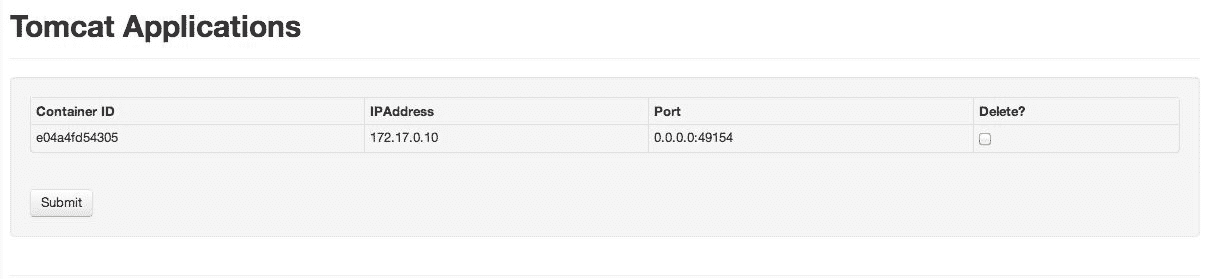 Tomcat Applications
Container ID IPAddress Port Delete?
e04a4fd54305 172.17.0.10 0.0.0.0:49154
Submit